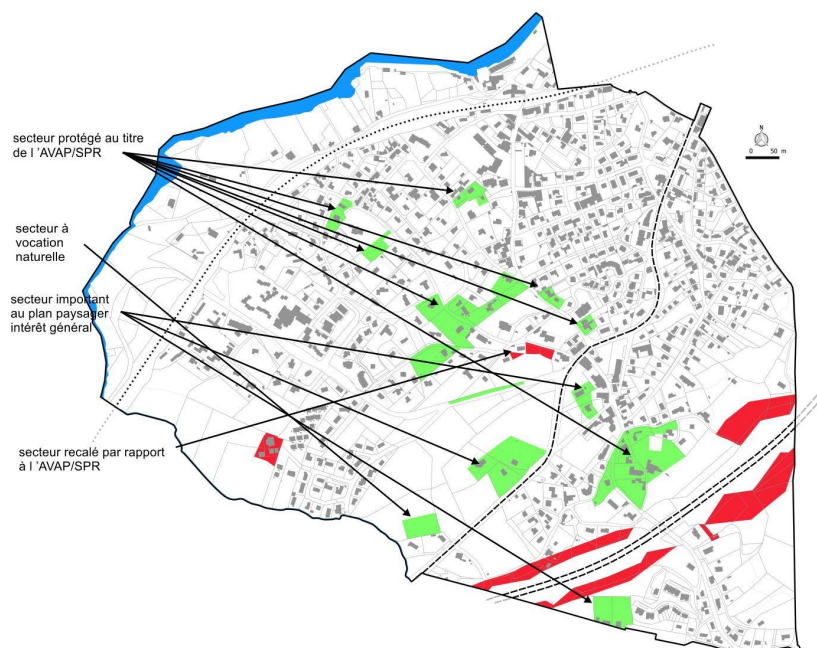 secteur protégé au titre
de l 'AVAP/SPR
N
0 50 m
secteur à
vocation
naturelle
secteur important
au plan paysager
intérêt général
secteur recalé par rapport
à l 'AVAP/SPR